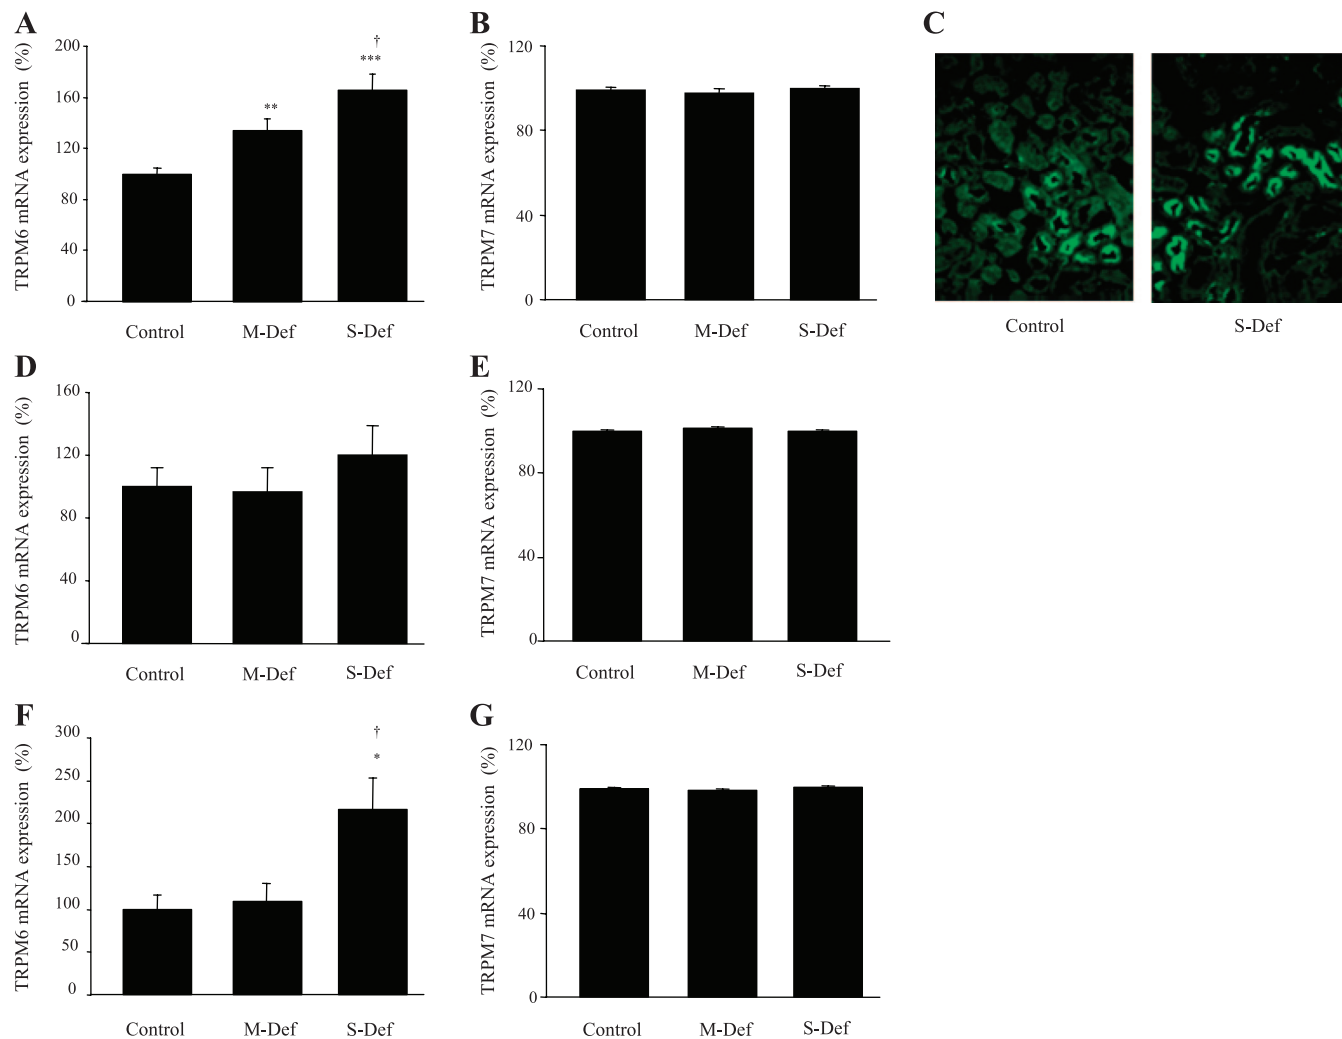 A
TRPM6 mRNA expression (%)
200
160
120
80
40
0
**
†
***
Control M-Def S-Def
B
TRPM7 mRNA expression (%)
120
80
40
0
Control M-Def S-Def
C
Control S-Def
D
TRPM6 mRNA expression (%)
160
120
80
40
0
Control M-Def S-Def
E
TRPM7 mRNA expression (%)
120
80
40
0
Control M-Def S-Def
F
TRPM6 mRNA expression (%)
300
250
200
150
100
50
0
†
*
Control M-Def S-Def
G
TRPM7 mRNA expression (%)
120
80
40
0
Control M-Def S-Def